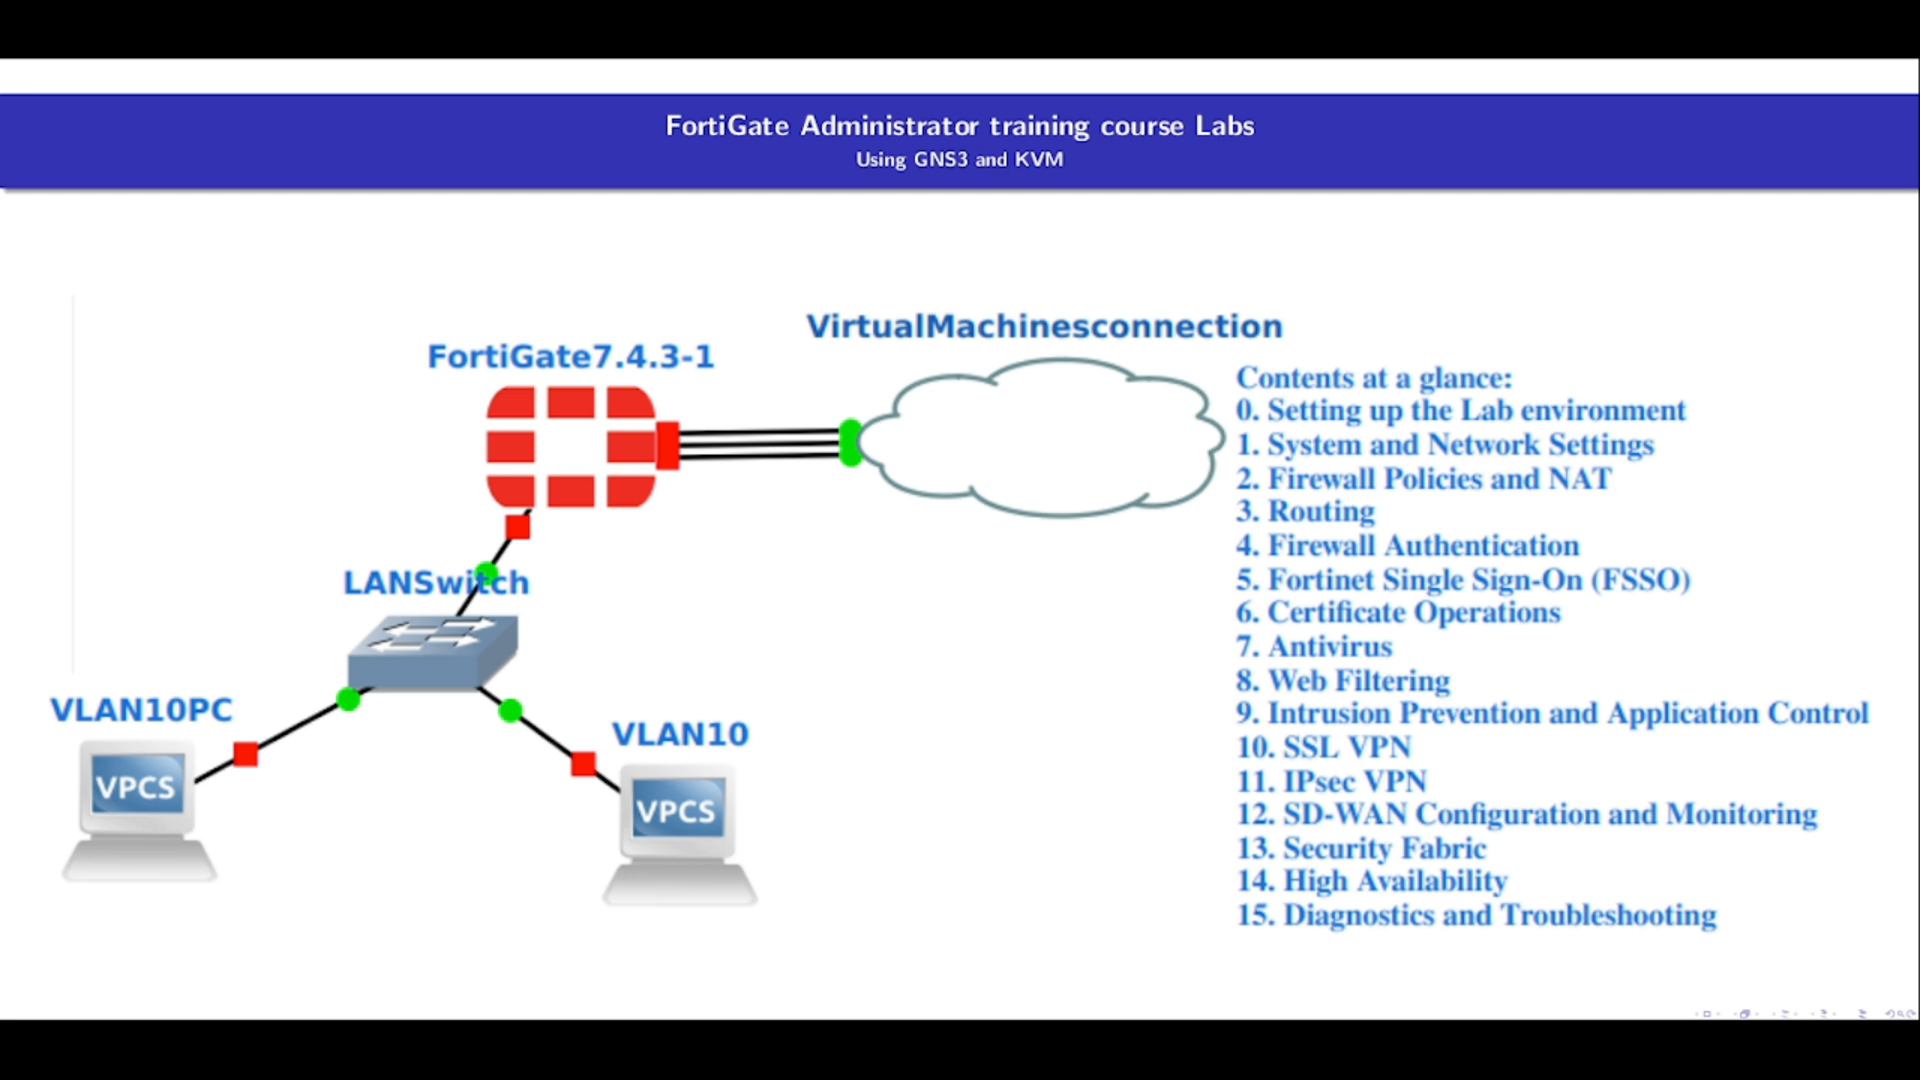 FortiGate Administrator training course Labs
Using GNS3 and KVM
VirtualMachinesconnection
FortiGate7.4.3-1
LANSwitch
VLAN10PC
VPCS
VLAN10
VPCS
Contents at a glance:
0. Setting up the Lab environment
1. System and Network Settings
2. Firewall Policies and NAT
3. Routing
4. Firewall Authentication
5. Fortinet Single Sign-On (FSSO)
6. Certificate Operations
7. Antivirus
8. Web Filtering
9. Intrusion Prevention and Application Control
10. SSL VPN
11. IPsec VPN
12. SD-WAN Configuration and Monitoring
13. Security Fabric
14. High Availability
15. Diagnostics and Troubleshooting